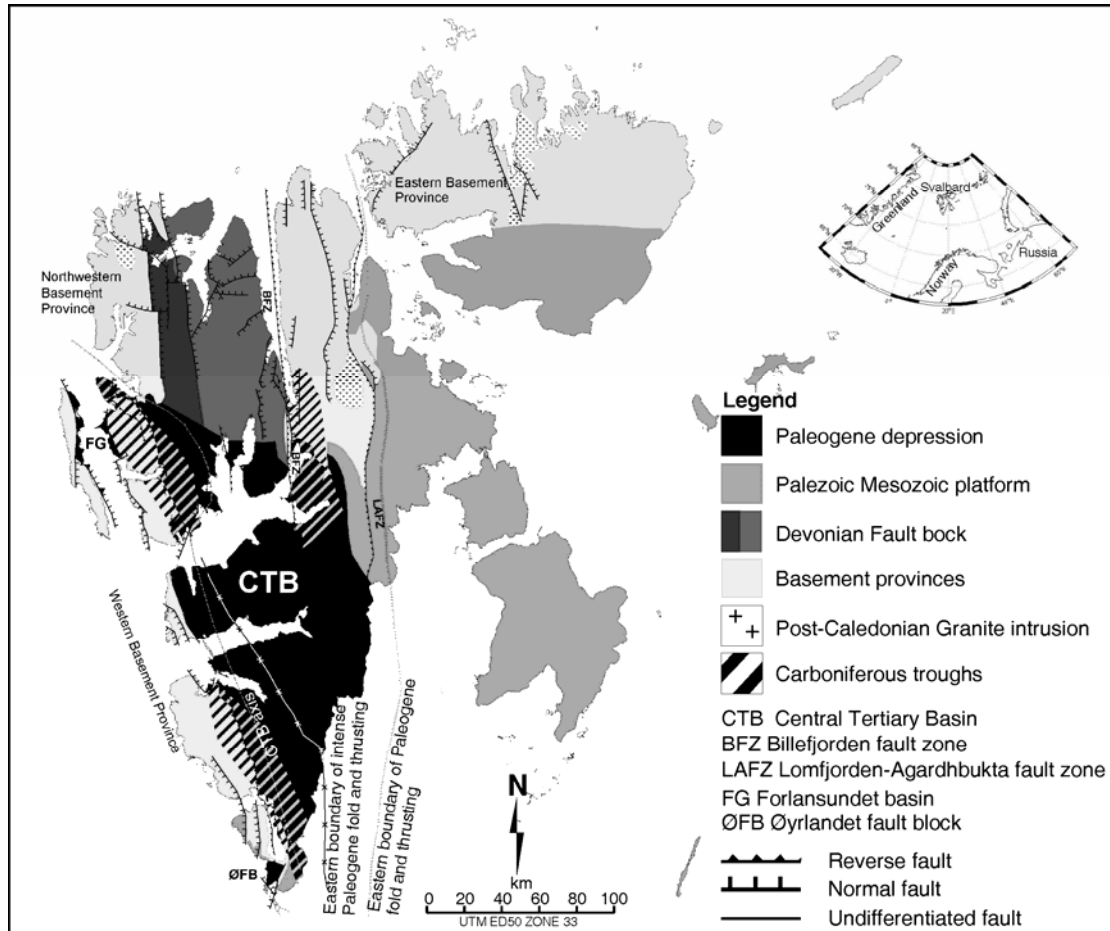 Eastern Basement
Province
Northwestern
Basement
Province
BFZ
FG
BFZ
LAFZ
CTB
Western Basement Province
CTB axis
ØFB
Eastern boundary of intense
Paleogene fold and thrusting
Eastern boundary of Paleogene
fold and thrusting
N
km
0 20 40 60 80 100
UTM ED50 ZONE 33
Svalbard
Greenland
Norway
Russia
0°
20°E
40°E
Legend
Paleogene depression
Palezoic Mesozoic platform
Devonian Fault bock
Basement provinces
Post-Caledonian Granite intrusion
Carboniferous troughs
CTB Central Tertiary Basin
BFZ Billefjorden fault zone
LAFZ Lomfjorden-Agardhbukta fault zone
FG Forlansundet basin
ØFB Øyrlandet fault block
Reverse fault
Normal fault
Undifferentiated fault